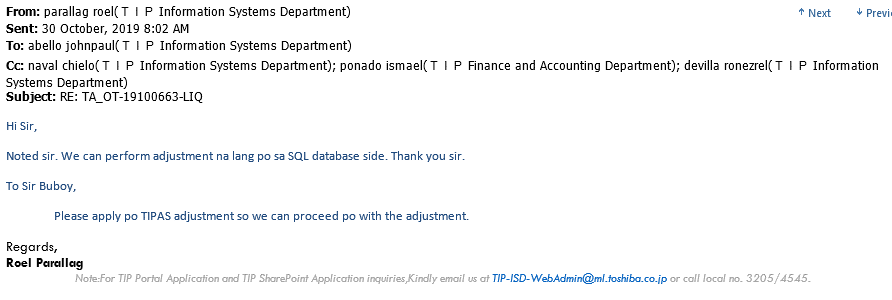 From: parallag roel( T I P Information Systems Department)
↑ Next ↓ Previ
Sent: 30 October, 2019 8:02 AM
To: abello johnpaul( T I P Information Systems Department)
Cc: naval chielo( T I P Information Systems Department); ponado ismael( T I P Finance and Accounting Department); devilla ronezrel( T I P Information
Systems Department)
Subject: RE: TA_OT-19100663-LIQ
Hi Sir,
Noted sir. We can perform adjustment na lang po sa SQL database side. Thank you sir.
To Sir Buboy,
Please apply po TIPAS adjustment so we can proceed po with the adjustment.
Regards,
Roel Parallag
Note:For TIP Portal Application and TIP SharePoint Application inquiries,Kindly email us at TIP-ISD-WebAdmin@ml.toshiba.co.jp or call local no. 3205/4545.